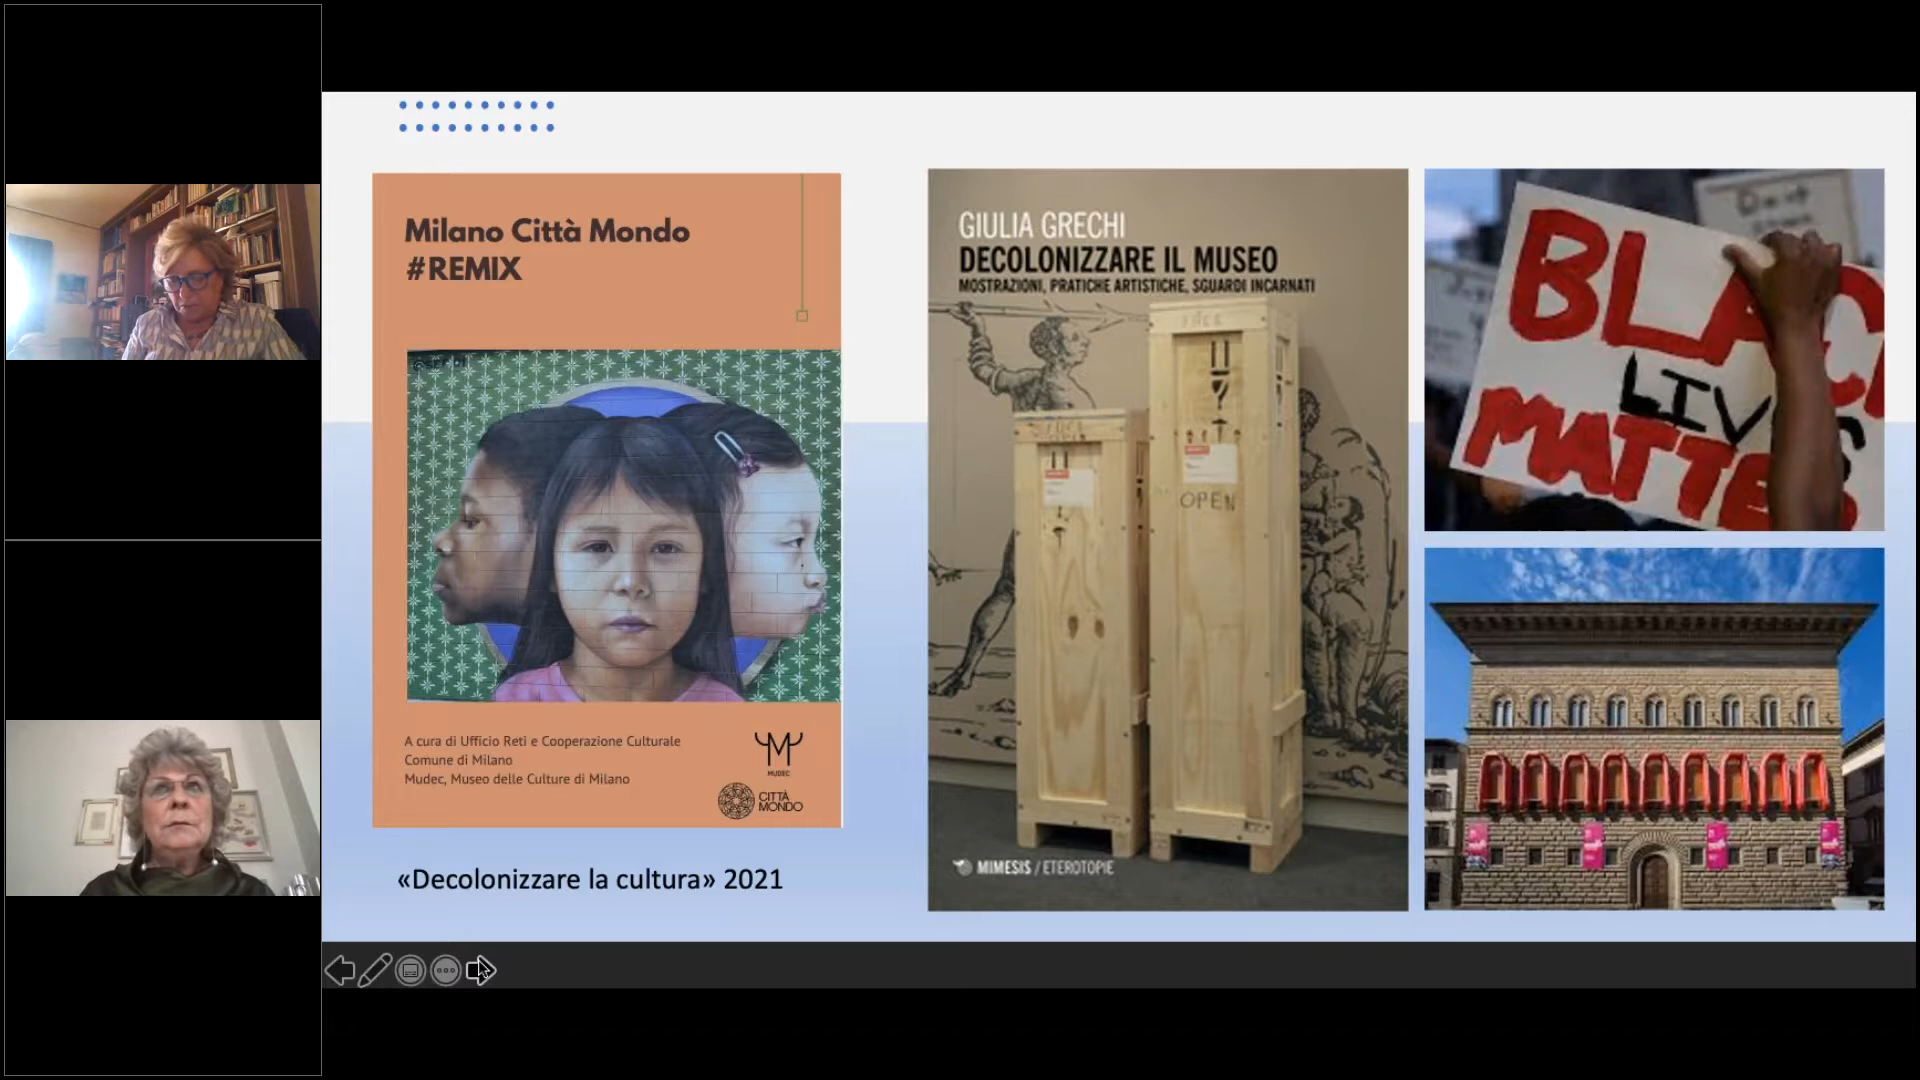 Milano Città Mondo
#REMIX
A cura di Ufficio Reti e Cooperazione Culturale
Comune di Milano
Mudec, Museo delle Culture di Milano
MUDEC
CITTÀ
MONDO
«Decolonizzare la cultura» 2021
GIULIA GRECHI
DECOLONIZZARE IL MUSEO
MOSTRAZIONI, PRATICHE ARTISTICHE, SGUARDI INCARNATI
OPEN
MIMESIS / ETEROTOPIE
BLAC
LIV
MATTE